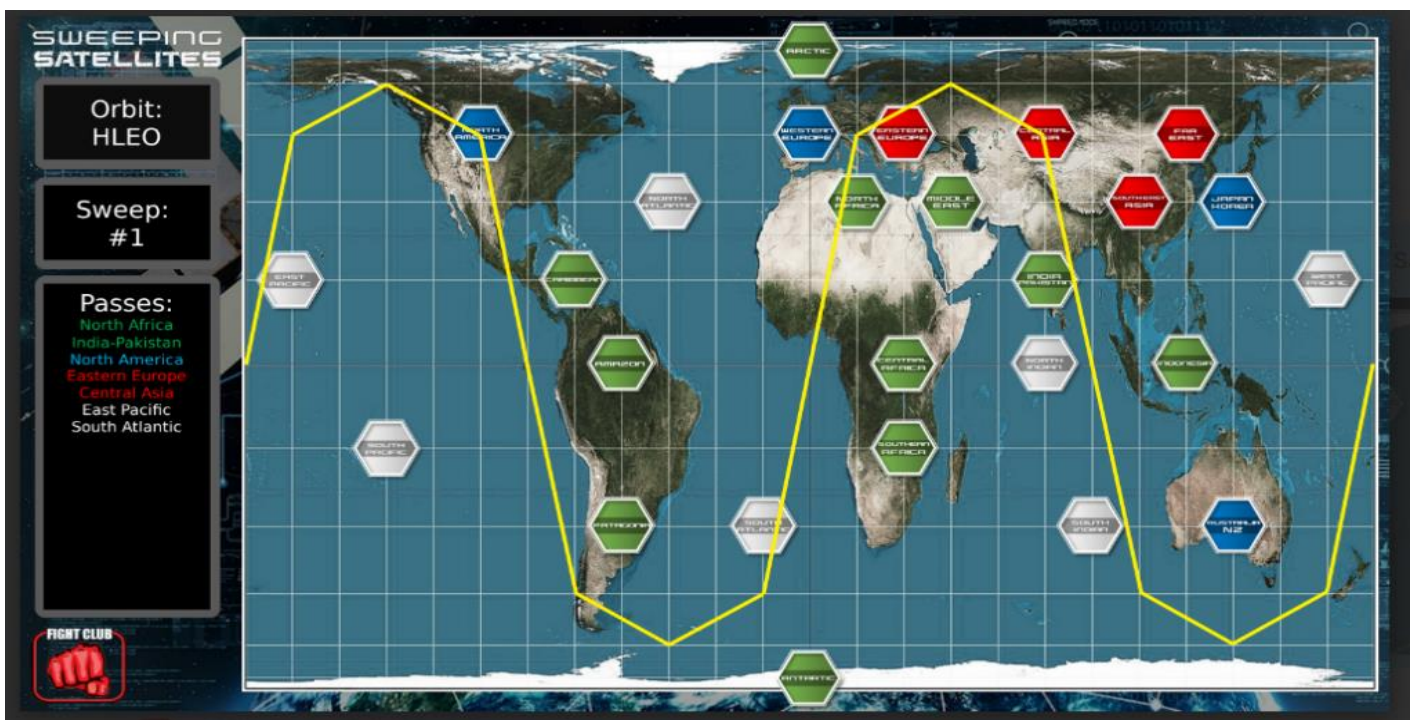 SWEEPING
SATELLITES
Orbit:
HLEO
Sweep:
#1
Passes:
North Africa
India-Pakistan
North America
Eastern Europe
Central Asia
East Pacific
South Atlantic
FIGHT CLUB
ARCTIC
NORTH
AMERICA
WESTERN
EUROPE
EASTERN
EUROPE
CENTRAL
ASIA
FAR
EAST
NORTH
ATLANTIC
NORTH
AFRICA
MIDDLE
EAST
SOUTHEAST
ASIA
JAPAN
KOREA
EAST
PACIFIC
CARIBBEAN
INDIA
PAKISTAN
WEST
PACIFIC
AMAZON
CENTRAL
AFRICA
NORTH
INDIAN
INDONESIA
SOUTH
PACIFIC
SOUTHERN
AFRICA
PATAGONIA
SOUTH
ATLANTIC
SOUTH
INDIAN
AUSTRALIA
NZ
ANTARTIC